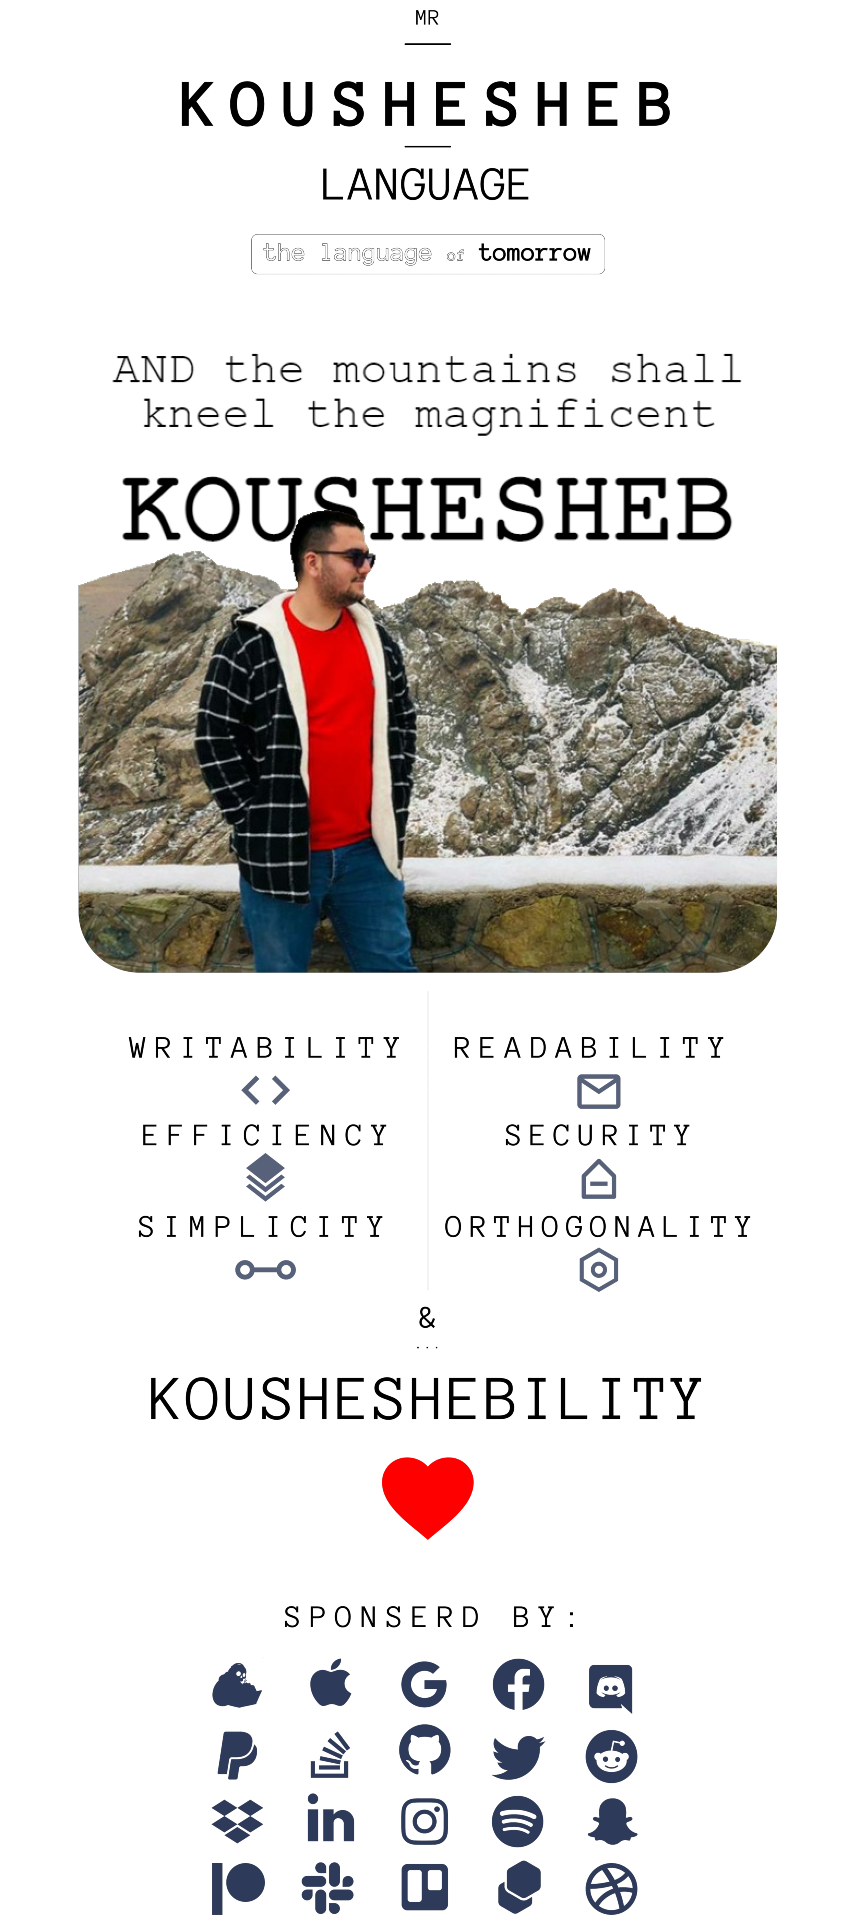 MR
KOUSHESHEB
LANGUAGE
the language of tomorrow
AND the mountains shall
kneel the magnificent
KOUSHESHEB
WRITABILITY
READABILITY
EFFICIENCY
SECURITY
SIMPLICITY
ORTHOGONALITY
&
...
KOUSHESHEBILITY
SPONSERD BY: